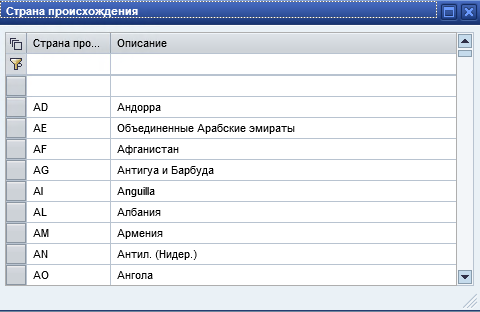 Страна происхождения
Страна про... Описание
AD Андорра
AE Объединенные Арабские эмираты
AF Афганистан
AG Антигуа и Барбуда
AI Anguilla
AL Албания
AM Армения
AN Антил. (Нидер.)
AO Ангола